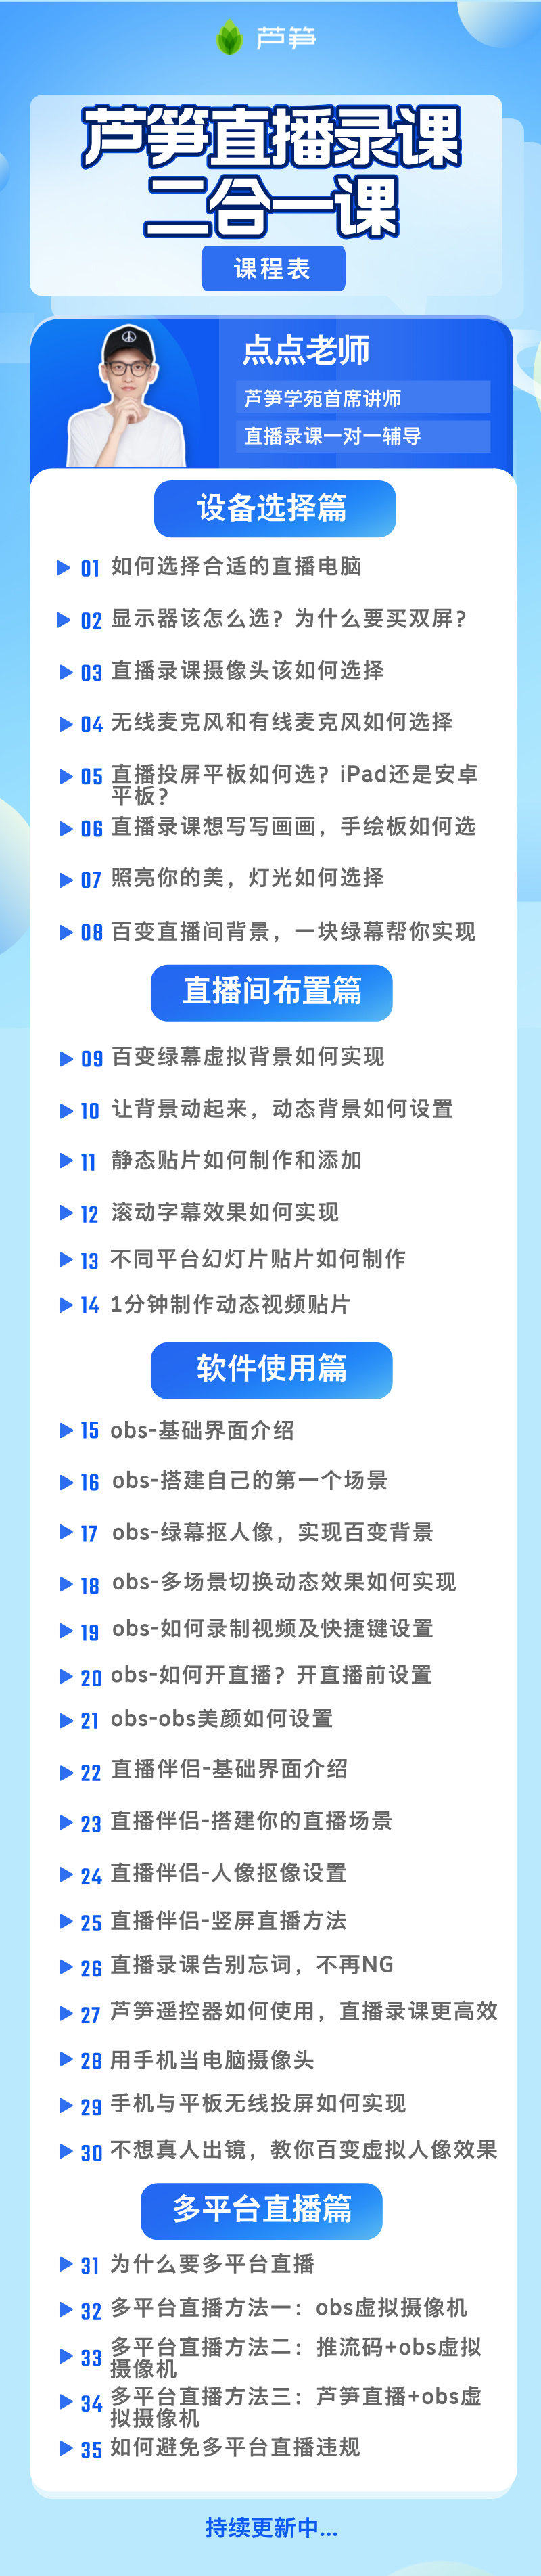 芦笋
芦笋直播录课
二合一课
课程表
点点老师
芦笋学苑首席讲师
直播录课一对一辅导
设备选择篇
01 如何选择合适的直播电脑
02 显示器该怎么选？为什么要买双屏？
03 直播录课摄像头该如何选择
04 无线麦克风和有线麦克风如何选择
05 直播投屏平板如何选？iPad还是安卓
平板？
06 直播录课想写写画画，手绘板如何选
07 照亮你的美，灯光如何选择
08 百变直播间背景，一块绿幕帮你实现
直播间布置篇
09 百变绿幕虚拟背景如何实现
10 让背景动起来，动态背景如何设置
11 静态贴片如何制作和添加
12 滚动字幕效果如何实现
13 不同平台幻灯片贴片如何制作
14 1分钟制作动态视频贴片
软件使用篇
15 obs-基础界面介绍
16 obs-搭建自己的第一个场景
17 obs-绿幕抠人像，实现百变背景
18 obs-多场景切换动态效果如何实现
19 obs-如何录制视频及快捷键设置
20 obs-如何开直播？开直播前设置
21 obs-obs美颜如何设置
22 直播伴侣-基础界面介绍
23 直播伴侣-搭建你的直播场景
24 直播伴侣-人像抠像设置
25 直播伴侣-竖屏直播方法
26 直播录课告别忘词，不再NG
27 芦笋遥控器如何使用，直播录课更高效
28 用手机当电脑摄像头
29 手机与平板无线投屏如何实现
30 不想真人出镜，教你百变虚拟人像效果
多平台直播篇
31 为什么要多平台直播
32 多平台直播方法一：obs虚拟摄像机
33 多平台直播方法二：推流码+obs虚拟
摄像机
34 多平台直播方法三：芦笋直播+obs虚
拟摄像机
35 如何避免多平台直播违规
持续更新中...